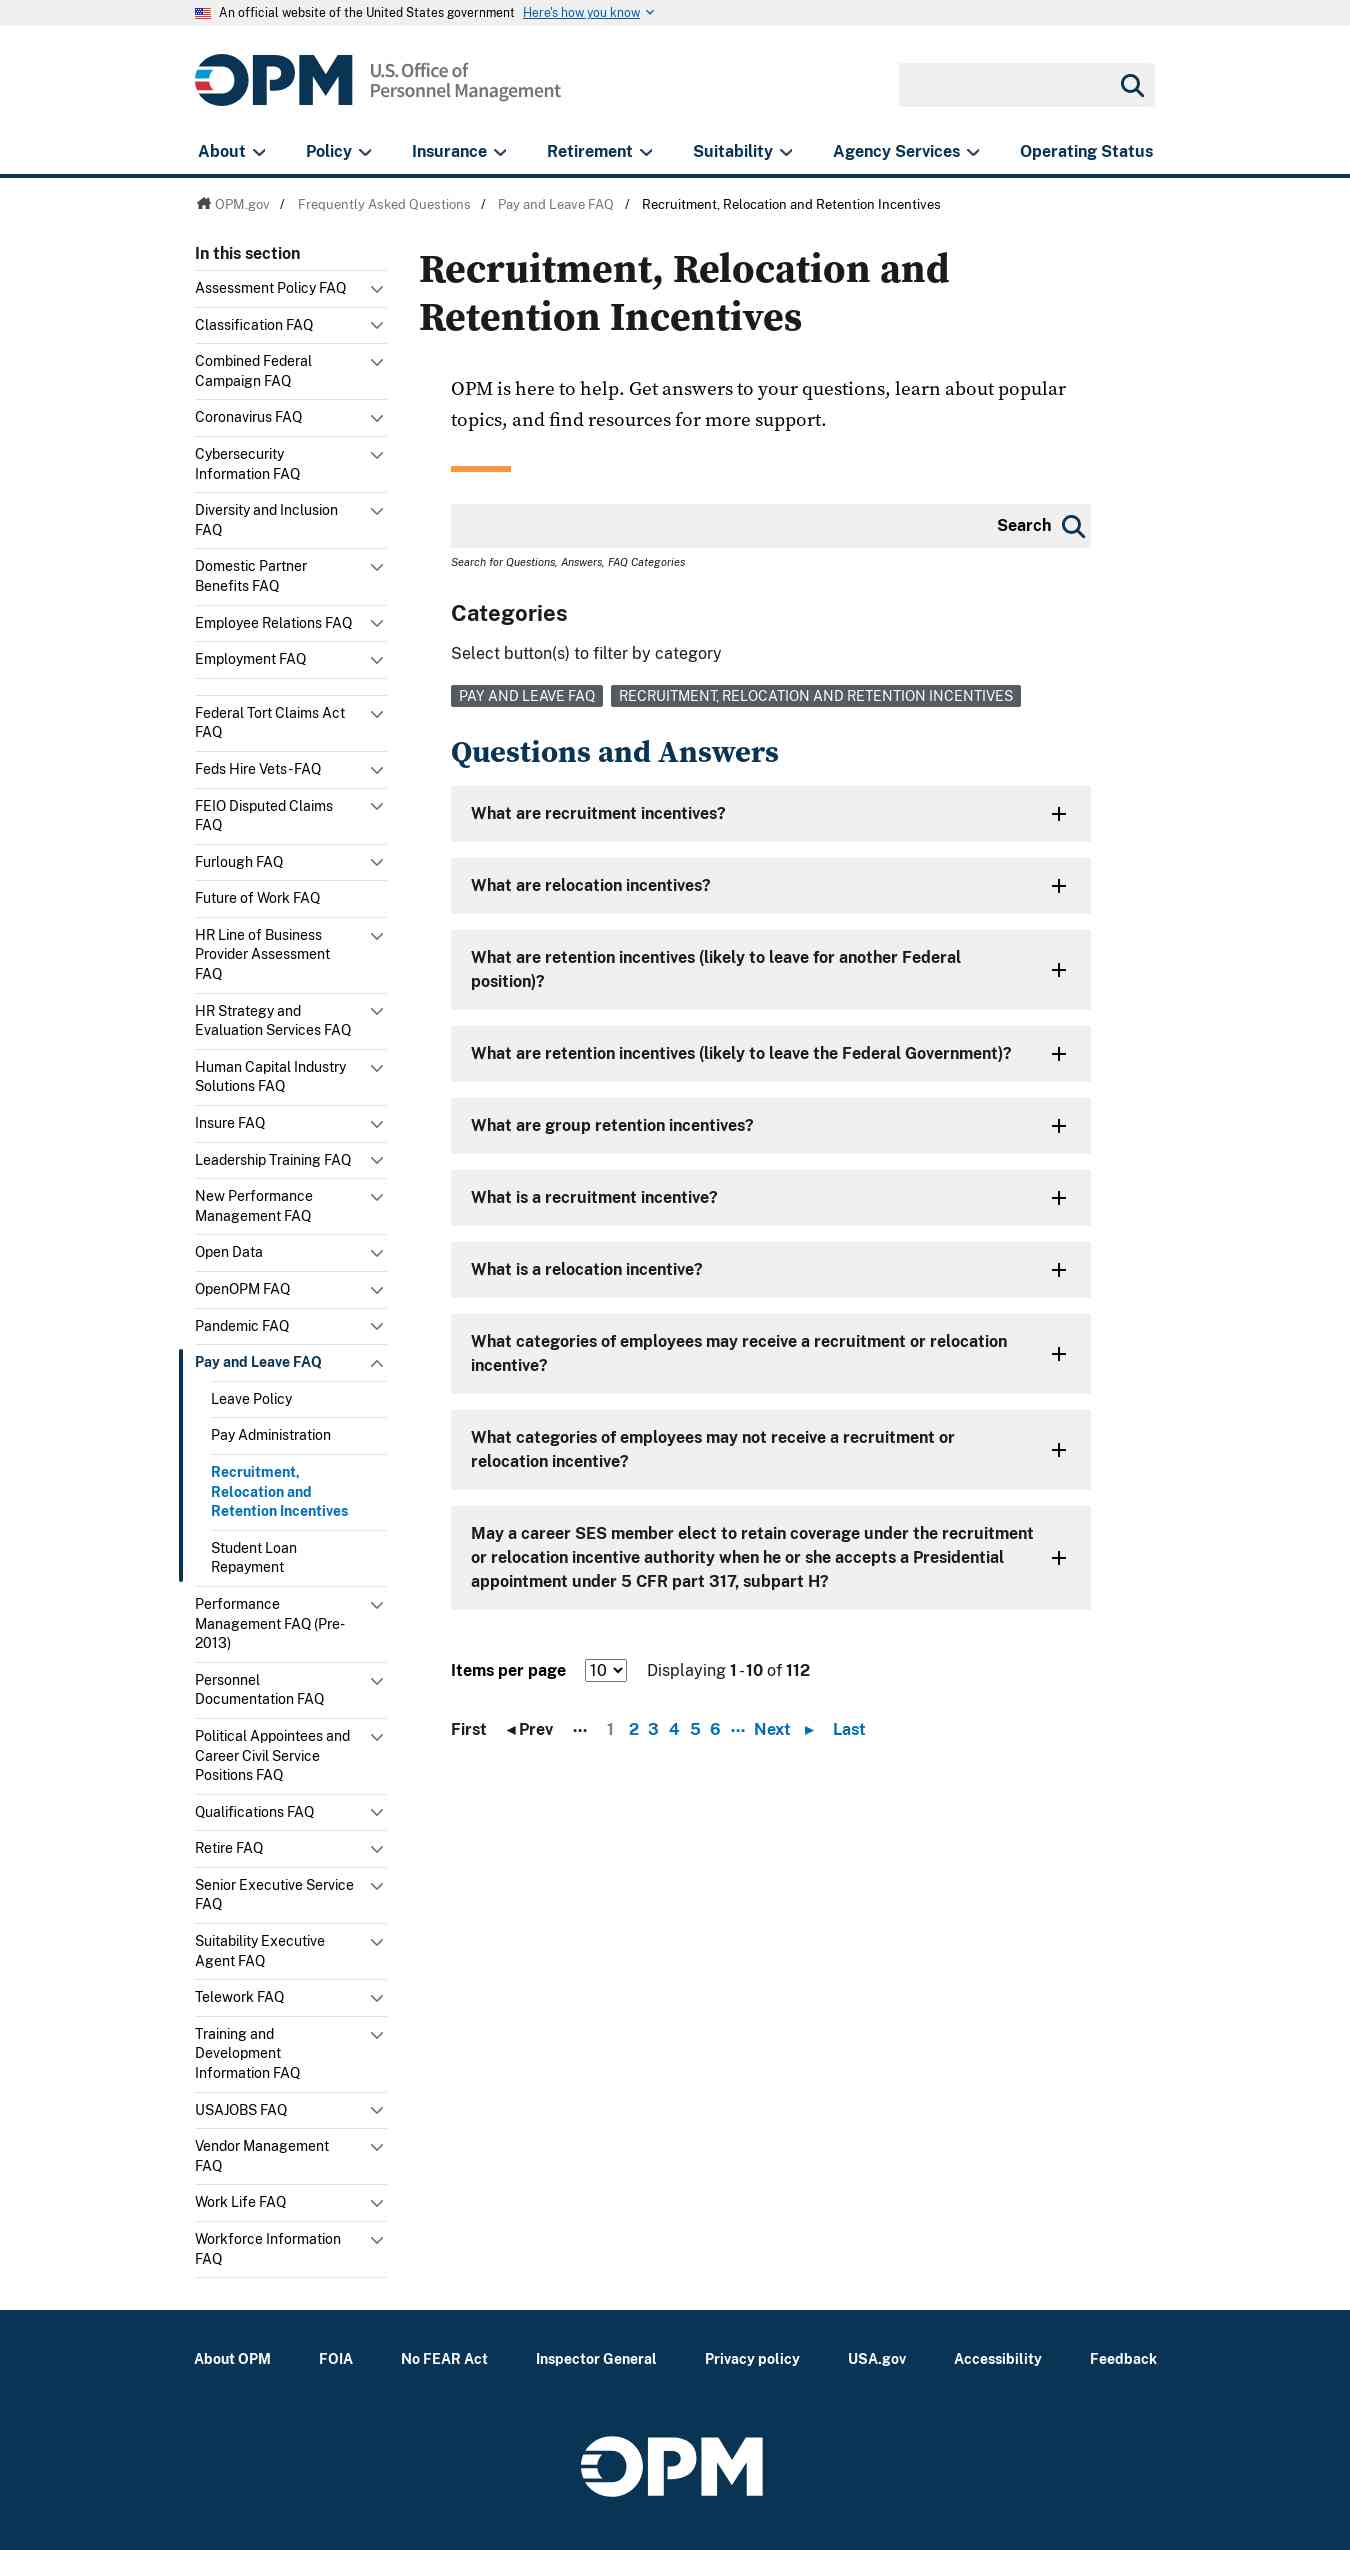 An official website of the United States government Here's how you know
OPM U.S. Office of
Personnel Management
About Policy Insurance Retirement Suitability Agency Services Operating Status
OPM.gov / Frequently Asked Questions / Pay and Leave FAQ / Recruitment, Relocation and Retention Incentives
In this section
Assessment Policy FAQ
Classification FAQ
Combined Federal
Campaign FAQ
Coronavirus FAQ
Cybersecurity
Information FAQ
Diversity and Inclusion
FAQ
Domestic Partner
Benefits FAQ
Employee Relations FAQ
Employment FAQ
Federal Tort Claims Act
FAQ
Feds Hire Vets-FAQ
FEIO Disputed Claims
FAQ
Furlough FAQ
Future of Work FAQ
HR Line of Business
Provider Assessment
FAQ
HR Strategy and
Evaluation Services FAQ
Human Capital Industry
Solutions FAQ
Insure FAQ
Leadership Training FAQ
New Performance
Management FAQ
Open Data
OpenOPM FAQ
Pandemic FAQ
Pay and Leave FAQ
Leave Policy
Pay Administration
Recruitment,
Relocation and
Retention Incentives
Student Loan
Repayment
Performance
Management FAQ (Pre-
2013)
Personnel
Documentation FAQ
Political Appointees and
Career Civil Service
Positions FAQ
Qualifications FAQ
Retire FAQ
Senior Executive Service
FAQ
Suitability Executive
Agent FAQ
Telework FAQ
Training and
Development
Information FAQ
USAJOBS FAQ
Vendor Management
FAQ
Work Life FAQ
Workforce Information
FAQ
Recruitment, Relocation and
Retention Incentives
OPM is here to help. Get answers to your questions, learn about popular
topics, and find resources for more support.
Search
Search for Questions, Answers, FAQ Categories
Categories
Select button(s) to filter by category
PAY AND LEAVE FAQ RECRUITMENT, RELOCATION AND RETENTION INCENTIVES
Questions and Answers
What are recruitment incentives?
What are relocation incentives?
What are retention incentives (likely to leave for another Federal
position)?
What are retention incentives (likely to leave the Federal Government)?
What are group retention incentives?
What is a recruitment incentive?
What is a relocation incentive?
What categories of employees may receive a recruitment or relocation
incentive?
What categories of employees may not receive a recruitment or
relocation incentive?
May a career SES member elect to retain coverage under the recruitment
or relocation incentive authority when he or she accepts a Presidential
appointment under 5 CFR part 317, subpart H?
Items per page 10 Displaying 1 - 10 of 112
First ◂ Prev ··· 1 2 3 4 5 6 ··· Next ▸ Last
About OPM FOIA No FEAR Act Inspector General Privacy policy USA.gov Accessibility Feedback
OPM